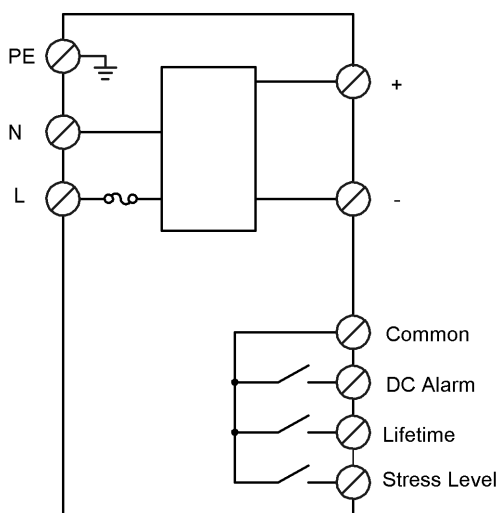 PE
+
N
L
-
Common
DC Alarm
Lifetime
Stress Level